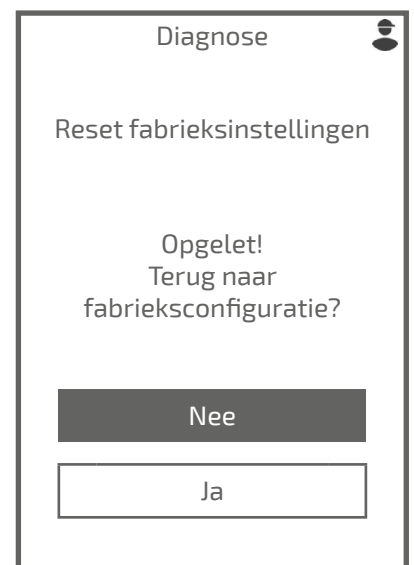 Diagnose
Reset fabrieksinstellingen
Opgelet!
Terug naar
fabrieksconfiguratie?
Nee
Ja